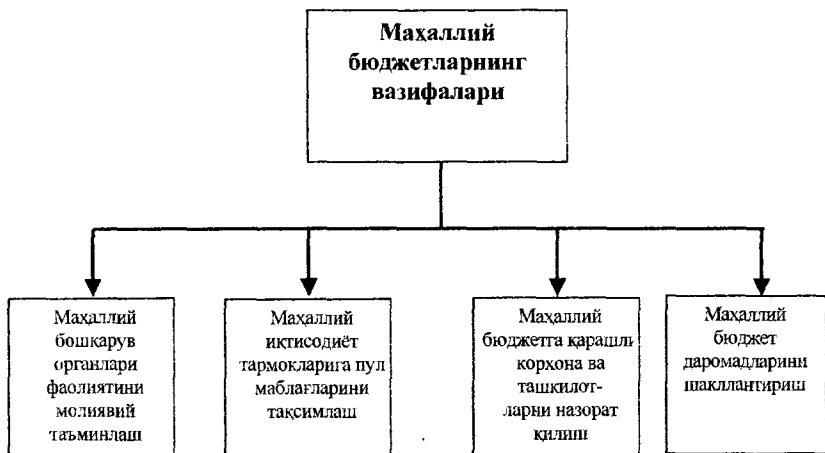 Маҳаллий
бюджетларнинг
вазифалари
Маҳаллий
бошқарув
органлари
фаолиятини
молиявий
таъминлаш
Маҳаллий
иқтисодиёт
тармоқларига пул
маблағларини
тақсимлаш
Маҳаллий
бюджетга қарашли
корхона ва
ташкилот-
ларни назорат
қилиш
Маҳаллий
бюджет
даромадларини
шакллантириш